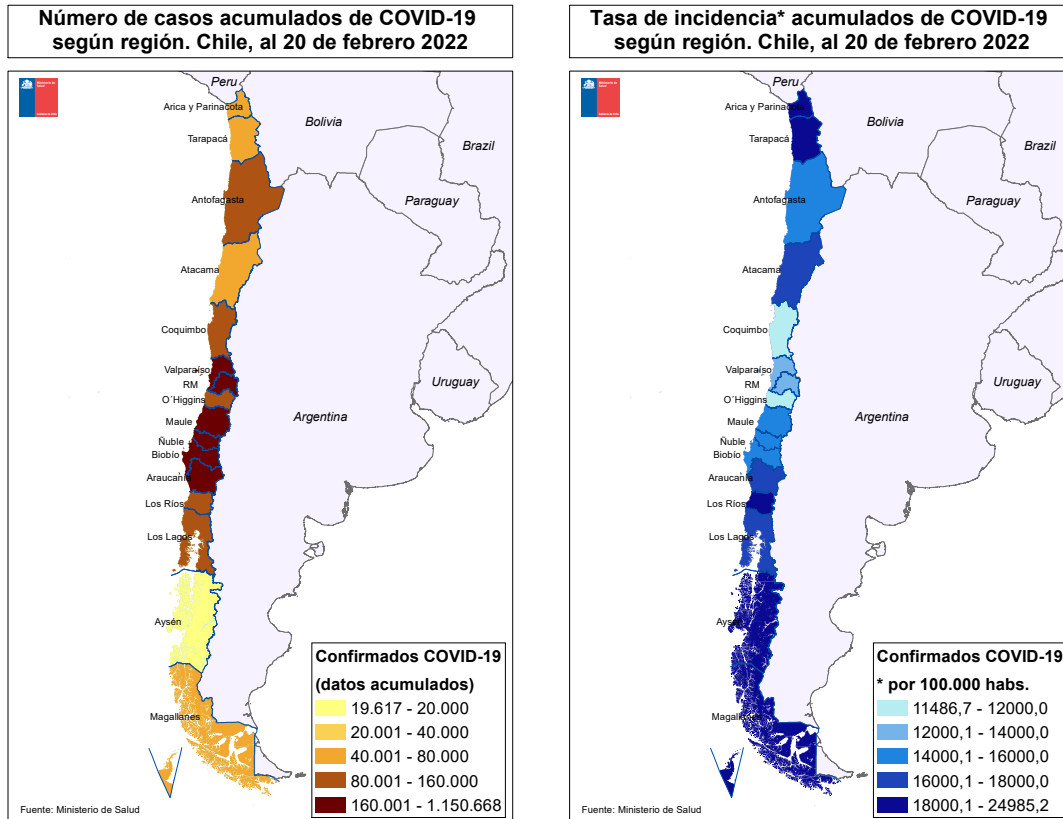 Número de casos acumulados de COVID-19
según región. Chile, al 20 de febrero 2022
Peru
Arica y Parinacota
Bolivia
Tarapacá
Brazil
Antofagasta
Paraguay
Atacama
Coquimbo
Valparaíso
RM
Uruguay
O´Higgins
Argentina
Maule
Ñuble
Biobío
Araucanía
Los Ríos
Los Lagos
Aysén
Magallanes
Confirmados COVID-19
(datos acumulados)
19.617 - 20.000
20.001 - 40.000
40.001 - 80.000
80.001 - 160.000
160.001 - 1.150.668
Fuente: Ministerio de Salud
Tasa de incidencia* acumulados de COVID-19
según región. Chile, al 20 de febrero 2022
Peru
Arica y Parinacota
Bolivia
Tarapacá
Brazil
Antofagasta
Paraguay
Atacama
Coquimbo
Valparaíso
RM
Uruguay
O´Higgins
Argentina
Maule
Ñuble
Biobío
Araucanía
Los Ríos
Los Lagos
Aysén
Magallanes
Confirmados COVID-19
* por 100.000 habs.
11486,7 - 12000,0
12000,1 - 14000,0
14000,1 - 16000,0
16000,1 - 18000,0
18000,1 - 24985,2
Fuente: Ministerio de Salud